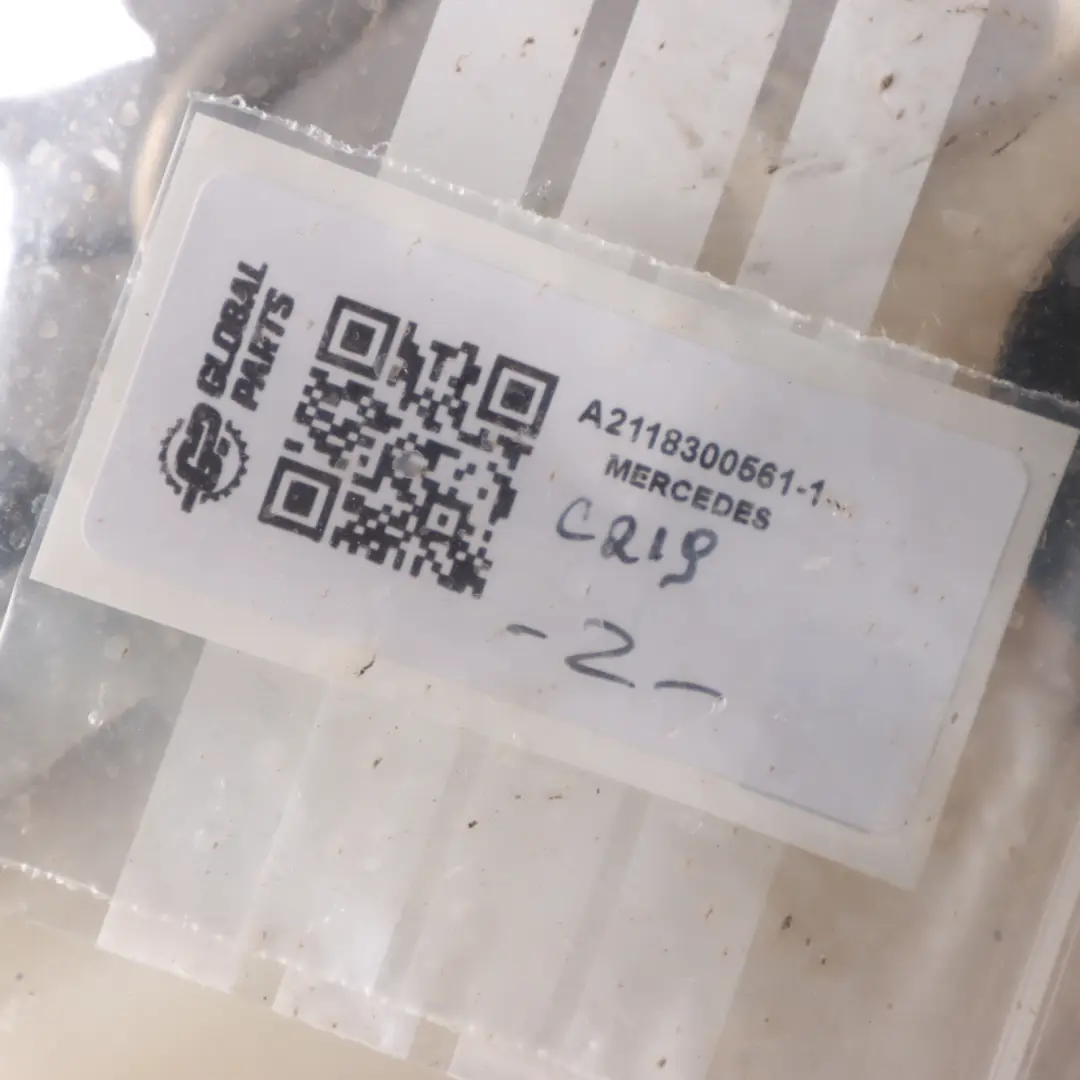 GLOBAL
PARTS
A2118300561-1
MERCEDES
C219
-2-